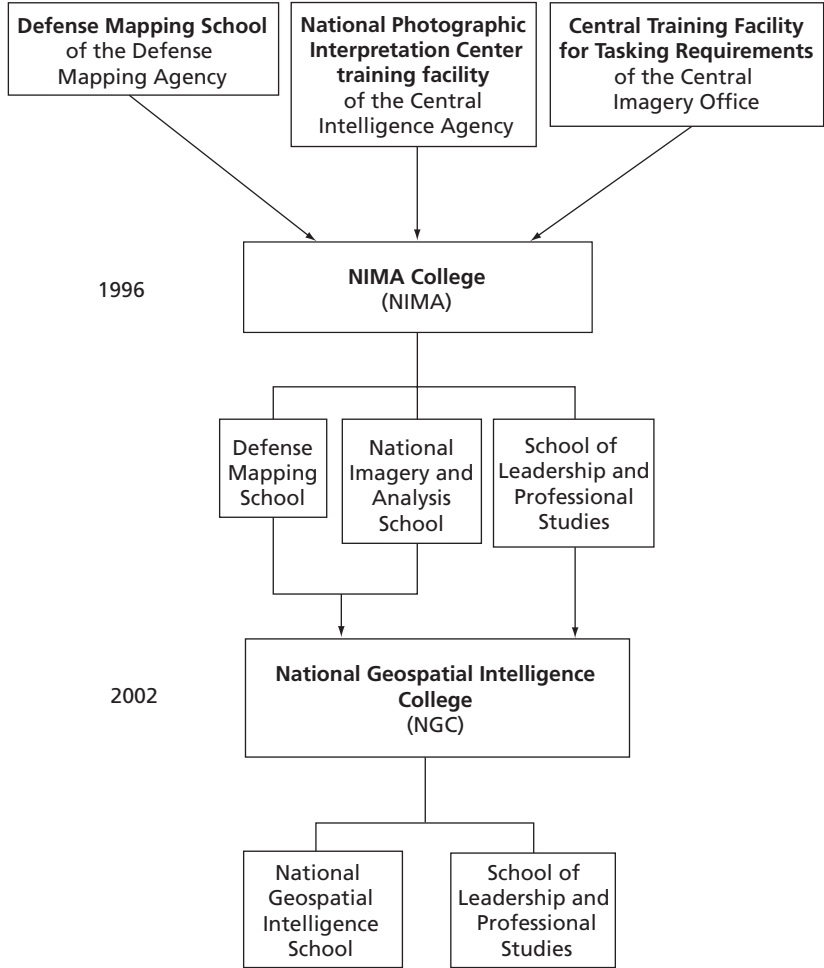 Defense Mapping School
of the Defense
Mapping Agency
National Photographic
Interpretation Center
training facility
of the Central
Intelligence Agency
Central Training Facility
for Tasking Requirements
of the Central
Imagery Office
1996
NIMA College
(NIMA)
Defense
Mapping
School
National
Imagery and
Analysis
School
School of
Leadership and
Professional
Studies
2002
National Geospatial Intelligence
College
(NGC)
National
Geospatial
Intelligence
School
School of
Leadership and
Professional
Studies